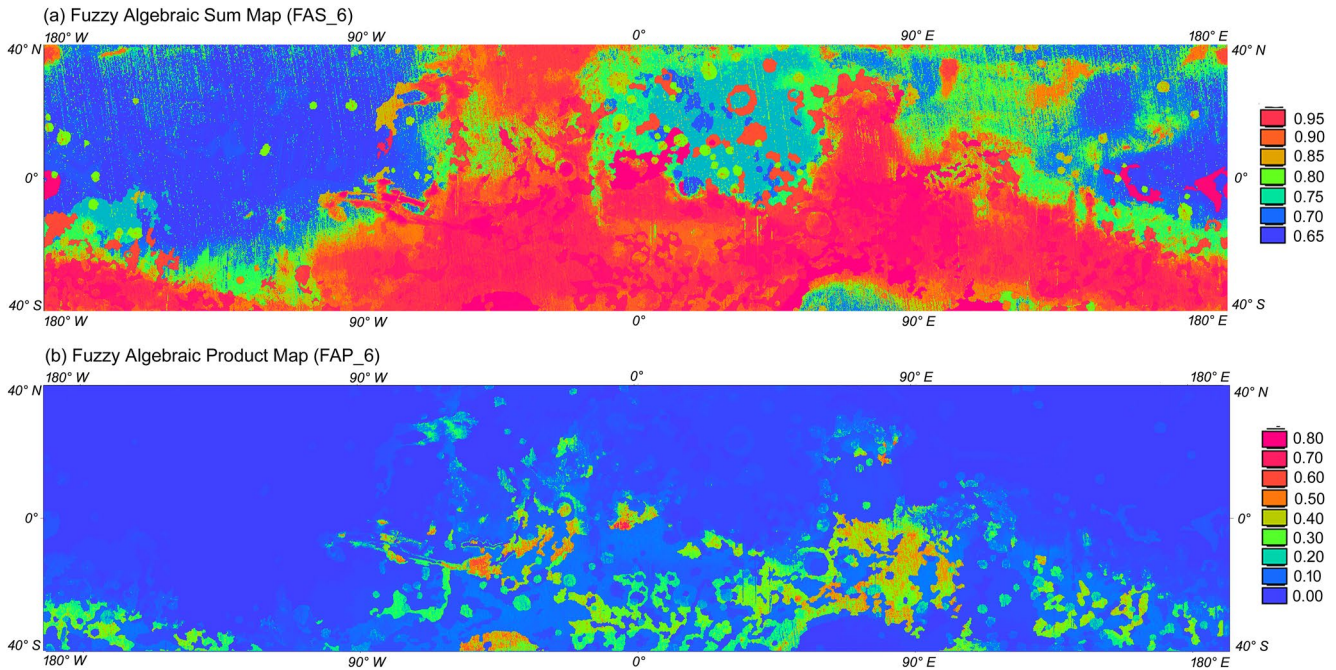 (a) Fuzzy Algebraic Sum Map (FAS_6)
180° W 90° W 0° 90° E 180° E
40° N 40° N
0° 0°
40° S 40° S
180° W 90° W 0° 90° E 180° E
0.95
0.90
0.85
0.80
0.75
0.70
0.65
(b) Fuzzy Algebraic Product Map (FAP_6)
180° W 90° W 0° 90° E 180° E
40° N 40° N
0° 0°
40° S 40° S
180° W 90° W 0° 90° E 180° E
0.80
0.70
0.60
0.50
0.40
0.30
0.20
0.10
0.00